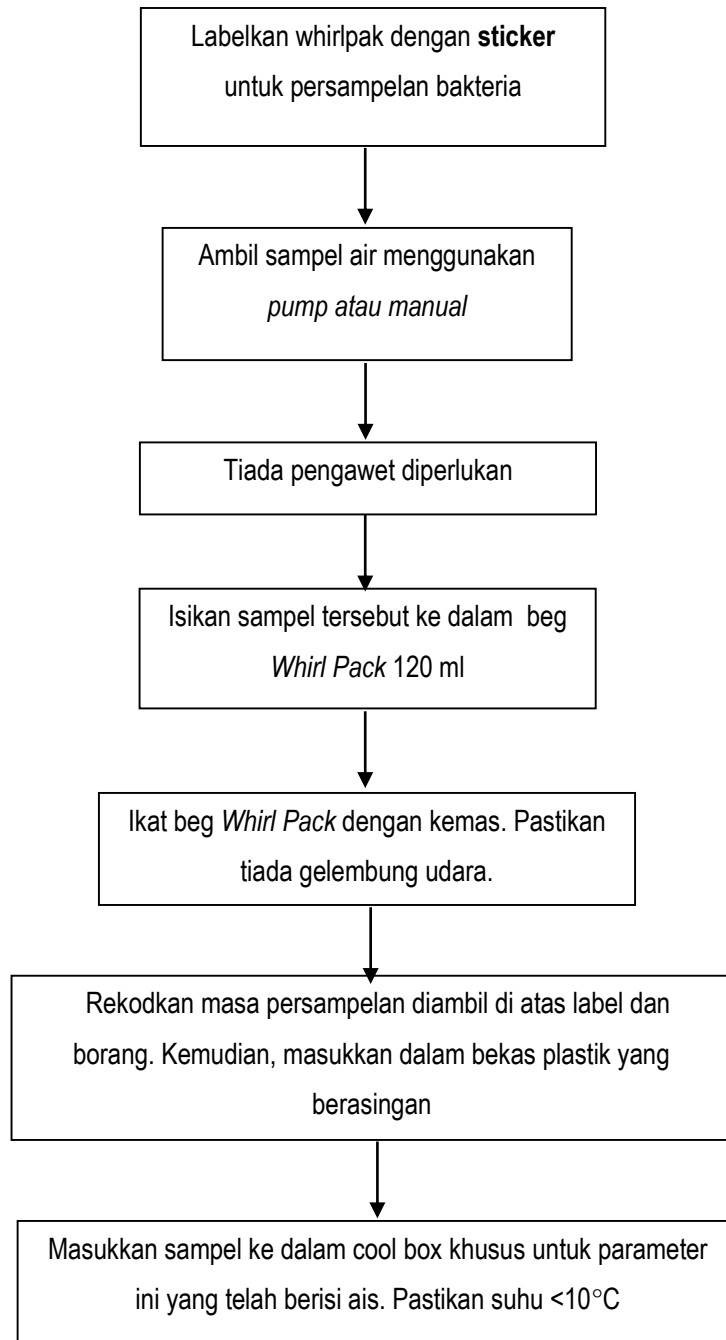 Labelkan whirlpak dengan sticker
untuk persampelan bakteria
Ambil sampel air menggunakan
pump atau manual
Tiada pengawet diperlukan
Isikan sampel tersebut ke dalam beg
Whirl Pack 120 ml
Ikat beg Whirl Pack dengan kemas. Pastikan
tiada gelembung udara.
Rekodkan masa persampelan diambil di atas label dan
borang. Kemudian, masukkan dalam bekas plastik yang
berasingan
Masukkan sampel ke dalam cool box khusus untuk parameter
ini yang telah berisi ais. Pastikan suhu <10°C